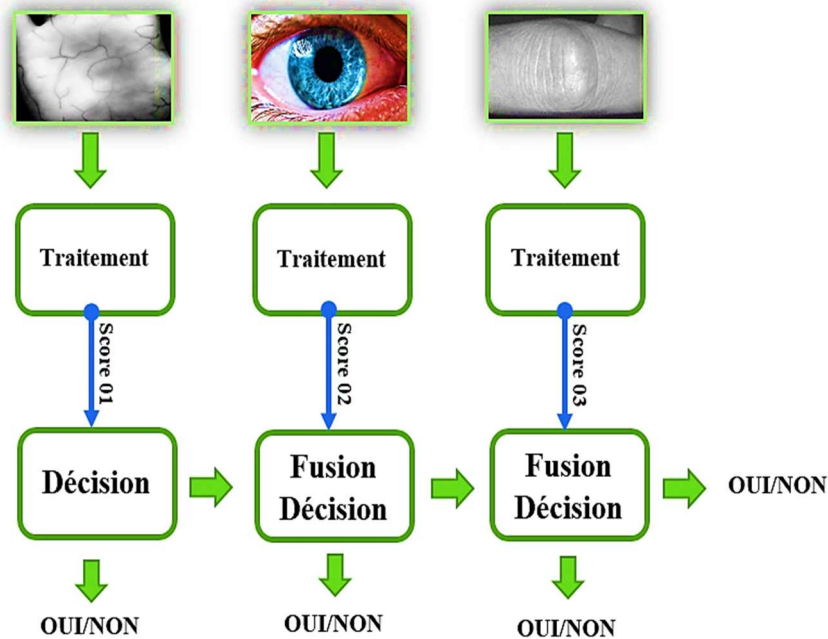 Traitement
Traitement
Traitement
Score 01
Score 02
Score 03
Décision
Fusion
Décision
Fusion
Décision
OUI/NON
OUI/NON
OUI/NON
OUI/NON